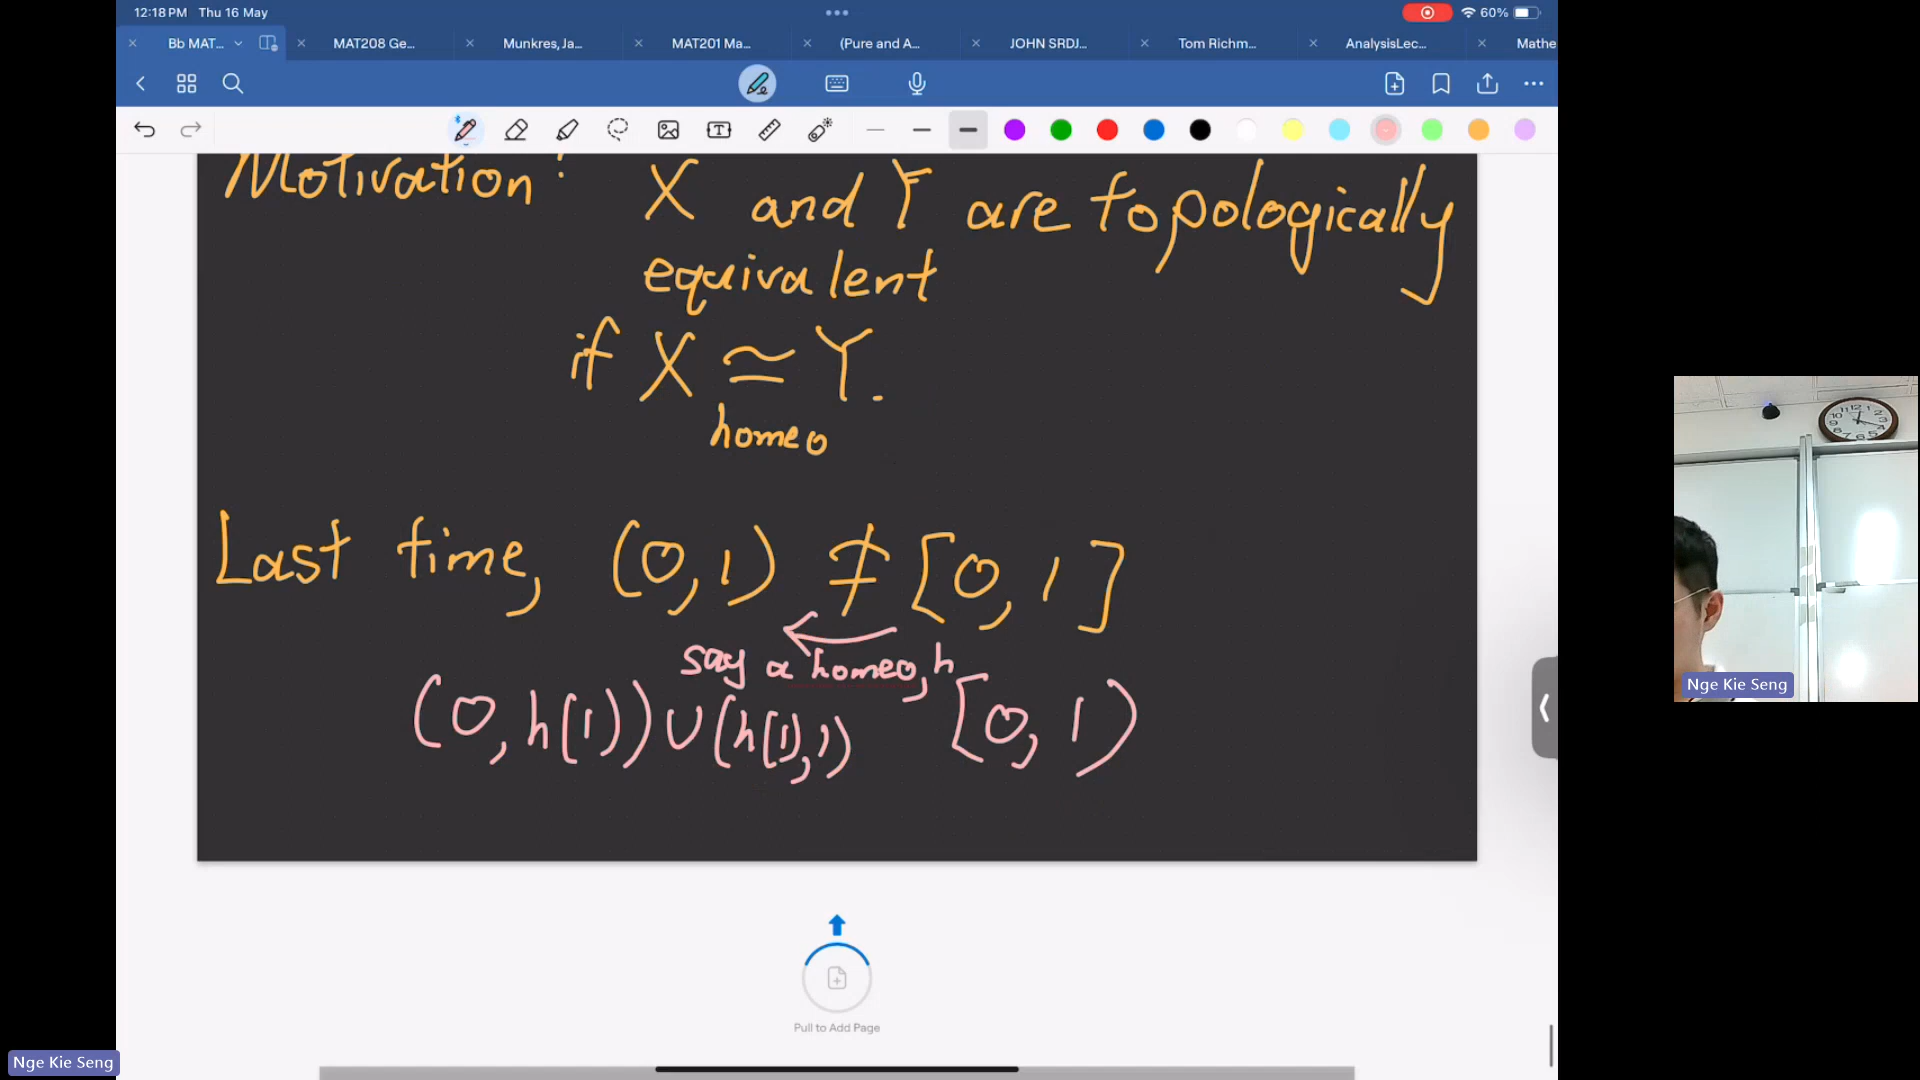 12:18 PM Thu 16 May
60%
Bb MAT...
MAT208 Ge...
Munkres, Ja...
MAT201 Ma...
(Pure and A...
JOHN SRDJ...
Tom Richm...
AnalysisLec...
Mathe
Motivation: X and Y are topologically
equivalent
if X ≃ Y.
homeo
Last time, (0, 1) ≄ [0, 1]
say a homeo, h
(0, h(1)) ∪ (h(1), 1) [0, 1)
Pull to Add Page
Nge Kie Seng
Nge Kie Seng